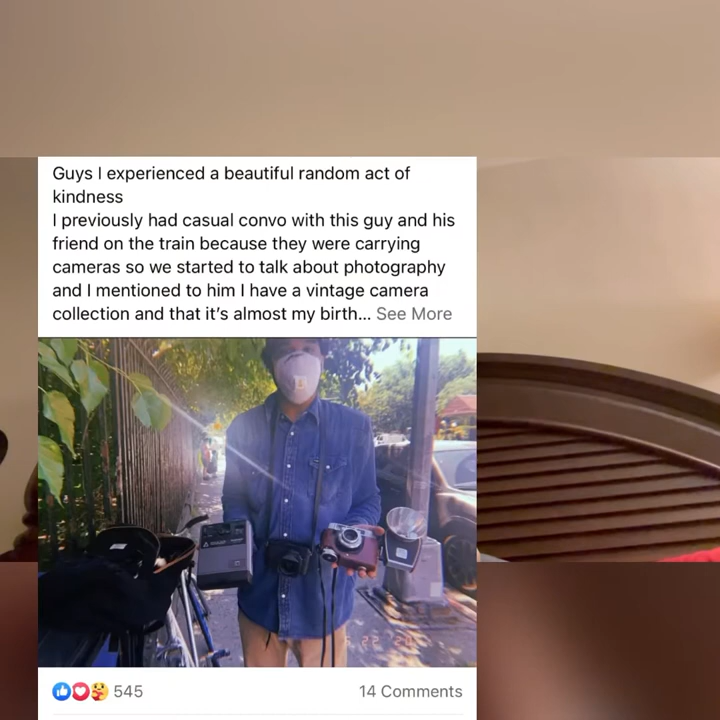 Guys I experienced a beautiful random act of
kindness
I previously had casual convo with this guy and his
friend on the train because they were carrying
cameras so we started to talk about photography
and I mentioned to him I have a vintage camera
collection and that it's almost my birth... See More
545
14 Comments